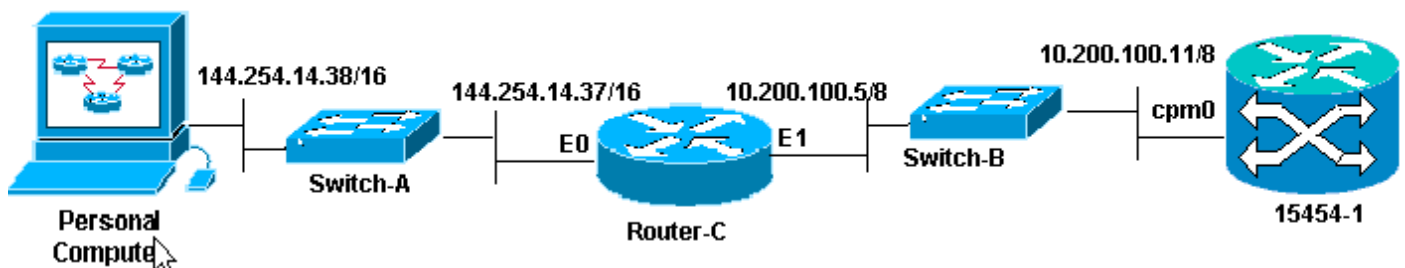 144.254.14.38/16
144.254.14.37/16
10.200.100.5/8
10.200.100.11/8
E0
E1
cpm0
Switch-A
Switch-B
Router-C
15454-1
Personal
Compute